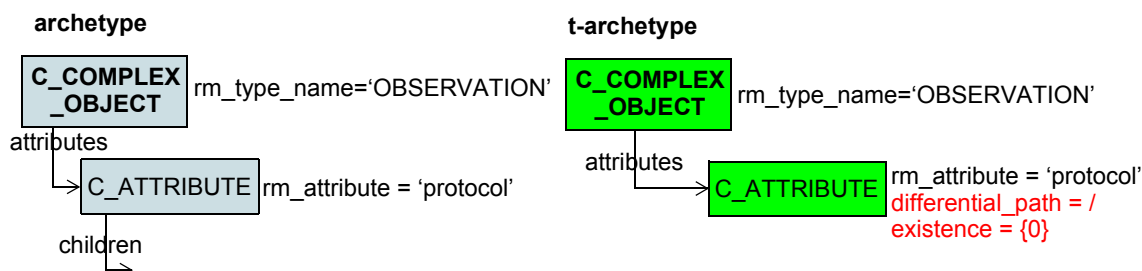 archetype
C_COMPLEX
_OBJECT
rm_type_name=‘OBSERVATION’
attributes
C_ATTRIBUTE
rm_attribute = ‘protocol’
children
t-archetype
C_COMPLEX
_OBJECT
rm_type_name=‘OBSERVATION’
attributes
C_ATTRIBUTE
rm_attribute = ‘protocol’
differential_path = /
existence = {0}